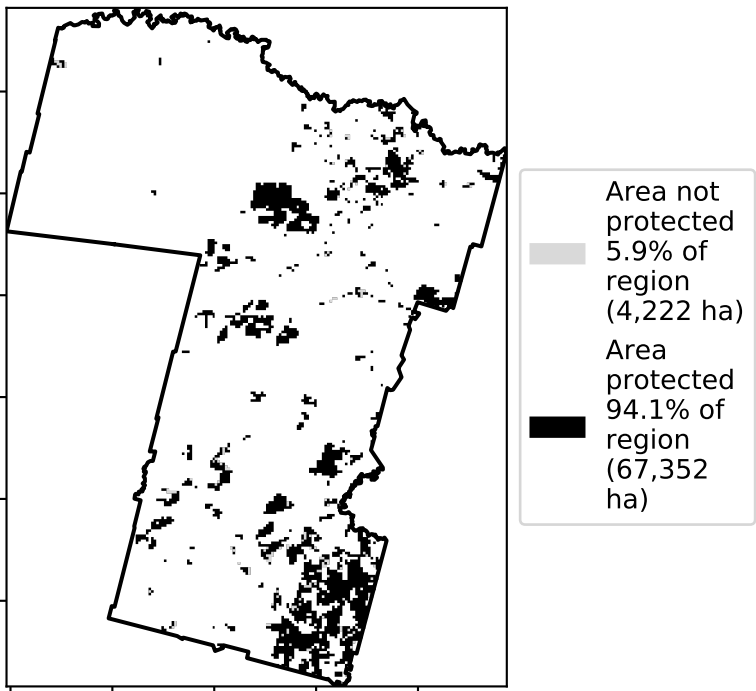 Area not
protected
5.9% of
region
(4,222 ha)
Area
protected
94.1% of
region
(67,352
ha)